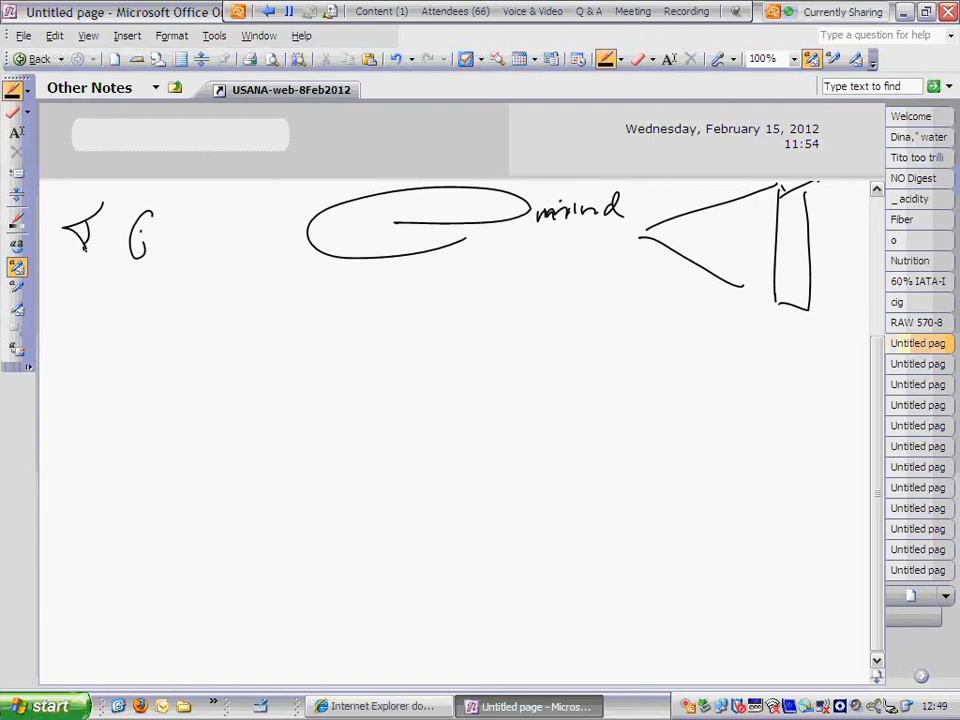 Untitled page - Microsoft Office O
Content (1) Attendees (66) Voice & Video Q & A Meeting Recording
Currently Sharing
File Edit View Insert Format Tools Window Help
Type a question for help
Back
100%
Other Notes
USANA-web-8Feb2012
Type text to find
Wednesday, February 15, 2012
11:54
Welcome
Dina," water
Tito too trilli
NO Digest
_ acidity
Fiber
o
Nutrition
60% IATA-I
cig
RAW 570-8
Untitled pag
Untitled pag
Untitled pag
Untitled pag
Untitled pag
Untitled pag
Untitled pag
Untitled pag
Untitled pag
Untitled pag
Untitled pag
Untitled pag
start
Internet Explorer do...
Untitled page - Micros...
12:49